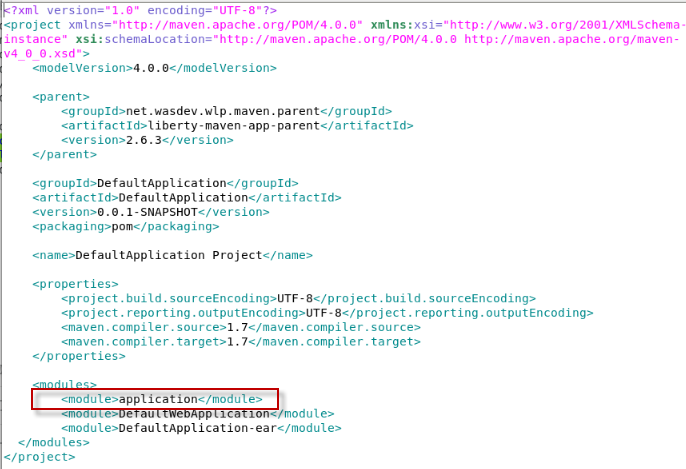 <?xml version="1.0" encoding="UTF-8"?>
<project xmlns="http://maven.apache.org/POM/4.0.0" xmlns:xsi="http://www.w3.org/2001/XMLSchema-
instance" xsi:schemaLocation="http://maven.apache.org/POM/4.0.0 http://maven.apache.org/maven-
v4_0_0.xsd">
    <modelVersion>4.0.0</modelVersion>
    <parent>
        <groupId>net.wasdev.wlp.maven.parent</groupId>
        <artifactId>liberty-maven-app-parent</artifactId>
        <version>2.6.3</version>
    </parent>
    <groupId>DefaultApplication</groupId>
    <artifactId>DefaultApplication</artifactId>
    <version>0.0.1-SNAPSHOT</version>
    <packaging>pom</packaging>
    <name>DefaultApplication Project</name>
    <properties>
        <project.build.sourceEncoding>UTF-8</project.build.sourceEncoding>
        <project.reporting.outputEncoding>UTF-8</project.reporting.outputEncoding>
        <maven.compiler.source>1.7</maven.compiler.source>
        <maven.compiler.target>1.7</maven.compiler.target>
    </properties>
    <modules>
        <module>application</module>
        <module>DefaultWebApplication</module>
        <module>DefaultApplication-ear</module>
  </modules>
</project>